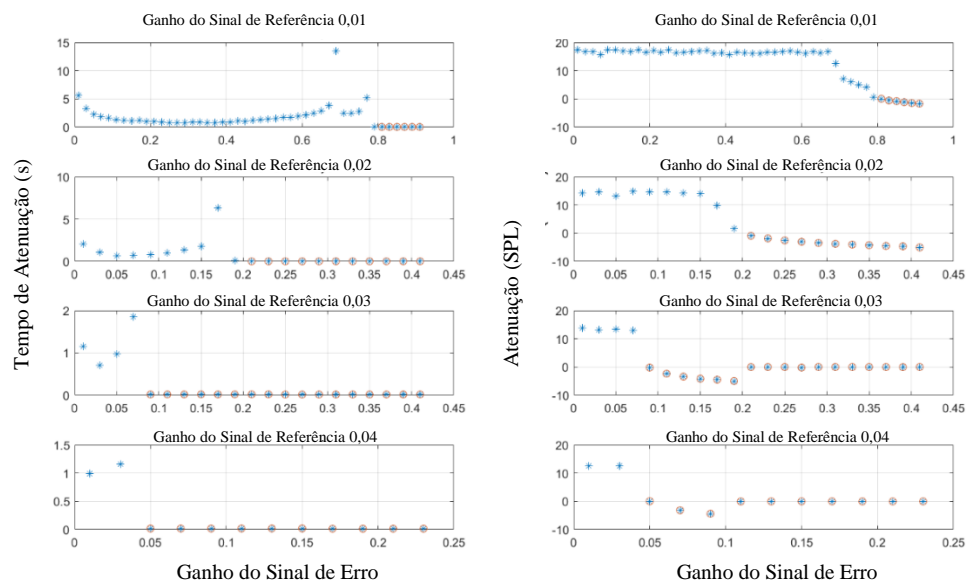 Ganho do Sinal de Referência 0,01
15
10
5
0
0 0.2 0.4 0.6 0.8 1
Ganho do Sinal de Referência 0,02
10
5
0
0 0.05 0.1 0.15 0.2 0.25 0.3 0.35 0.4 0.45
Ganho do Sinal de Referência 0,03
2
1
0
0 0.05 0.1 0.15 0.2 0.25 0.3 0.35 0.4 0.45
Ganho do Sinal de Referência 0,04
1.5
1
0.5
0
0 0.05 0.1 0.15 0.2 0.25
Tempo de Atenuação (s)
Ganho do Sinal de Erro
Ganho do Sinal de Referência 0,01
20
10
0
-10
0 0.2 0.4 0.6 0.8 1
Ganho do Sinal de Referência 0,02
20
10
0
-10
0 0.05 0.1 0.15 0.2 0.25 0.3 0.35 0.4 0.45
Ganho do Sinal de Referência 0,03
20
10
0
-10
0 0.05 0.1 0.15 0.2 0.25 0.3 0.35 0.4 0.45
Ganho do Sinal de Referência 0,04
20
10
0
-10
0 0.05 0.1 0.15 0.2 0.25
Atenuação (SPL)
Ganho do Sinal de Erro